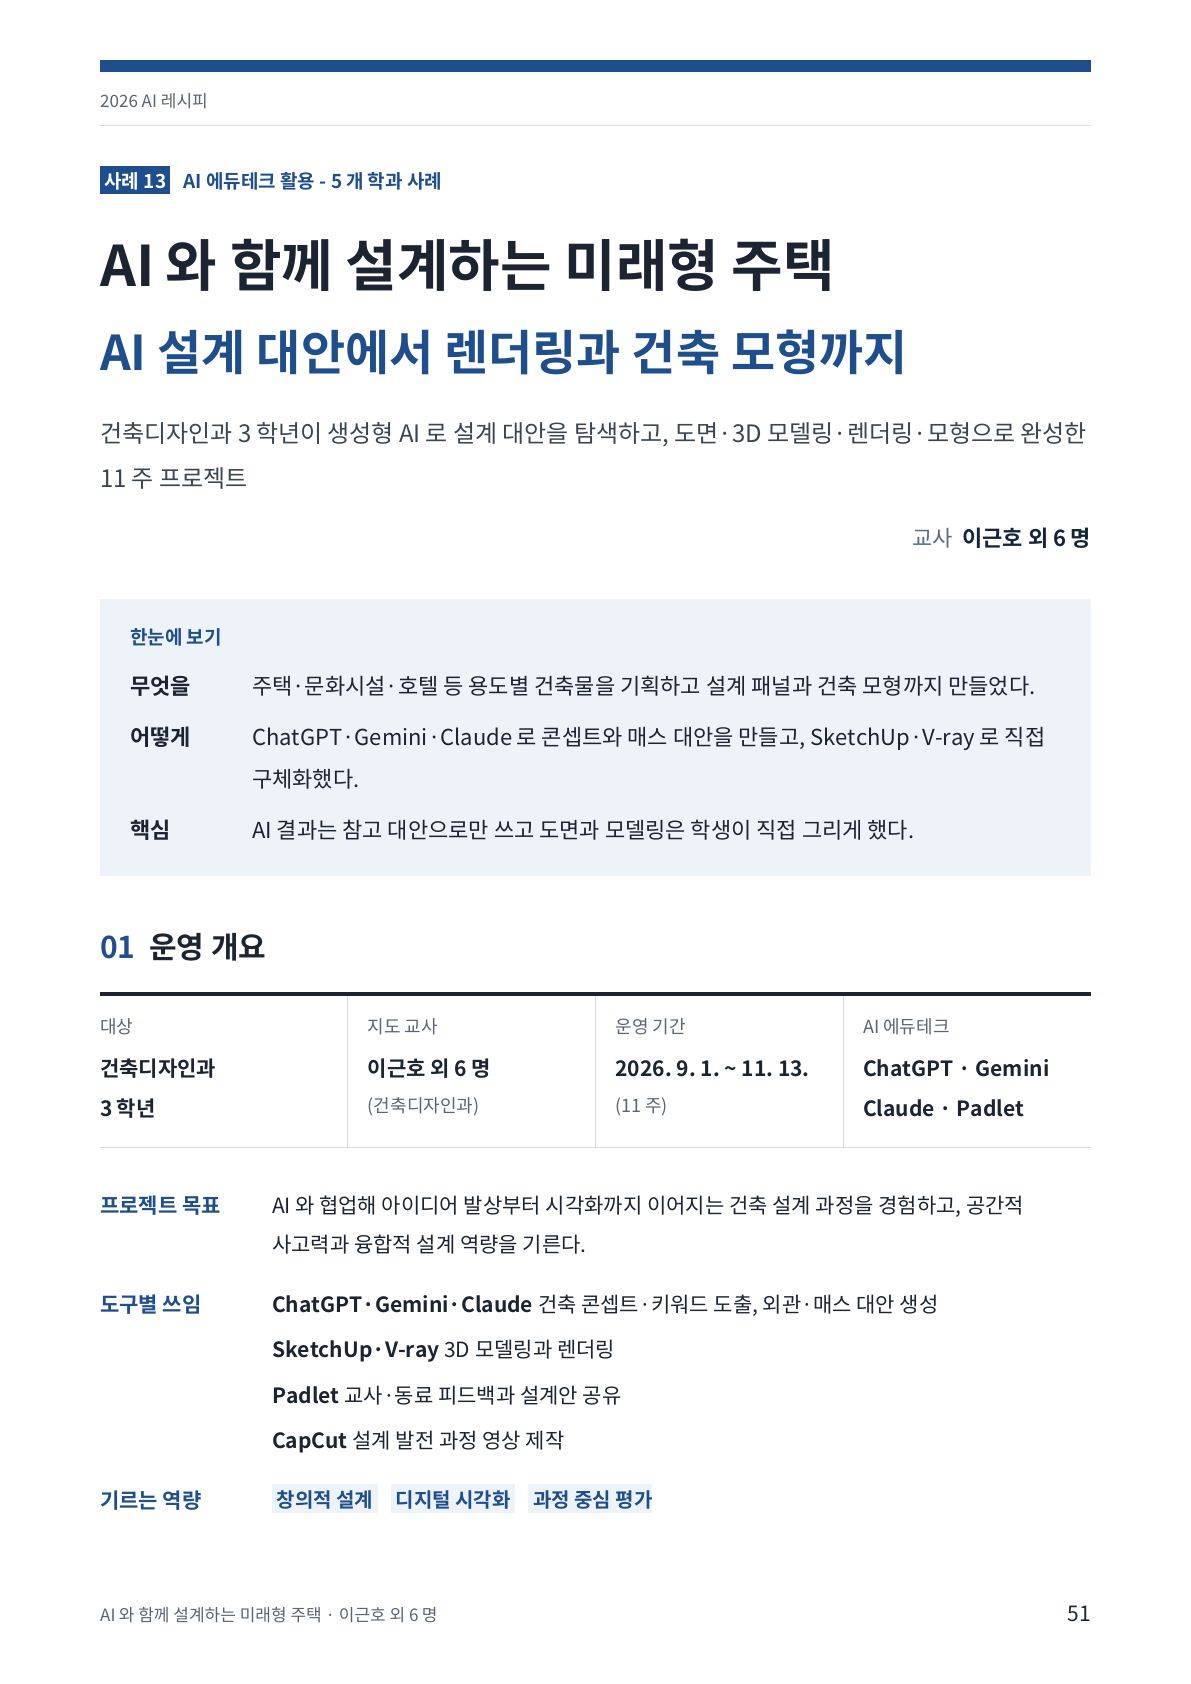 2026 AI 레시피
사례 13 AI 에듀테크 활용 - 5 개 학과 사례
AI 와 함께 설계하는 미래형 주택
AI 설계 대안에서 렌더링과 건축 모형까지
건축디자인과 3 학년이 생성형 AI 로 설계 대안을 탐색하고, 도면·3D 모델링·렌더링·모형으로 완성한
11 주 프로젝트
교사 이근호 외 6 명
한눈에 보기
무엇을 주택·문화시설·호텔 등 용도별 건축물을 기획하고 설계 패널과 건축 모형까지 만들었다.
어떻게 ChatGPT·Gemini·Claude 로 콘셉트와 매스 대안을 만들고, SketchUp·V-ray 로 직접
구체화했다.
핵심 AI 결과는 참고 대안으로만 쓰고 도면과 모델링은 학생이 직접 그리게 했다.
01 운영 개요
대상 지도 교사 운영 기간 AI 에듀테크
건축디자인과 이근호 외 6 명 2026. 9. 1. ~ 11. 13. ChatGPT · Gemini
3 학년 (건축디자인과) (11 주) Claude · Padlet
프로젝트 목표 AI 와 협업해 아이디어 발상부터 시각화까지 이어지는 건축 설계 과정을 경험하고, 공간적
사고력과 융합적 설계 역량을 기른다.
도구별 쓰임 ChatGPT·Gemini·Claude 건축 콘셉트·키워드 도출, 외관·매스 대안 생성
SketchUp·V-ray 3D 모델링과 렌더링
Padlet 교사·동료 피드백과 설계안 공유
CapCut 설계 발전 과정 영상 제작
기르는 역량 창의적 설계 디지털 시각화 과정 중심 평가
AI 와 함께 설계하는 미래형 주택 · 이근호 외 6 명 51